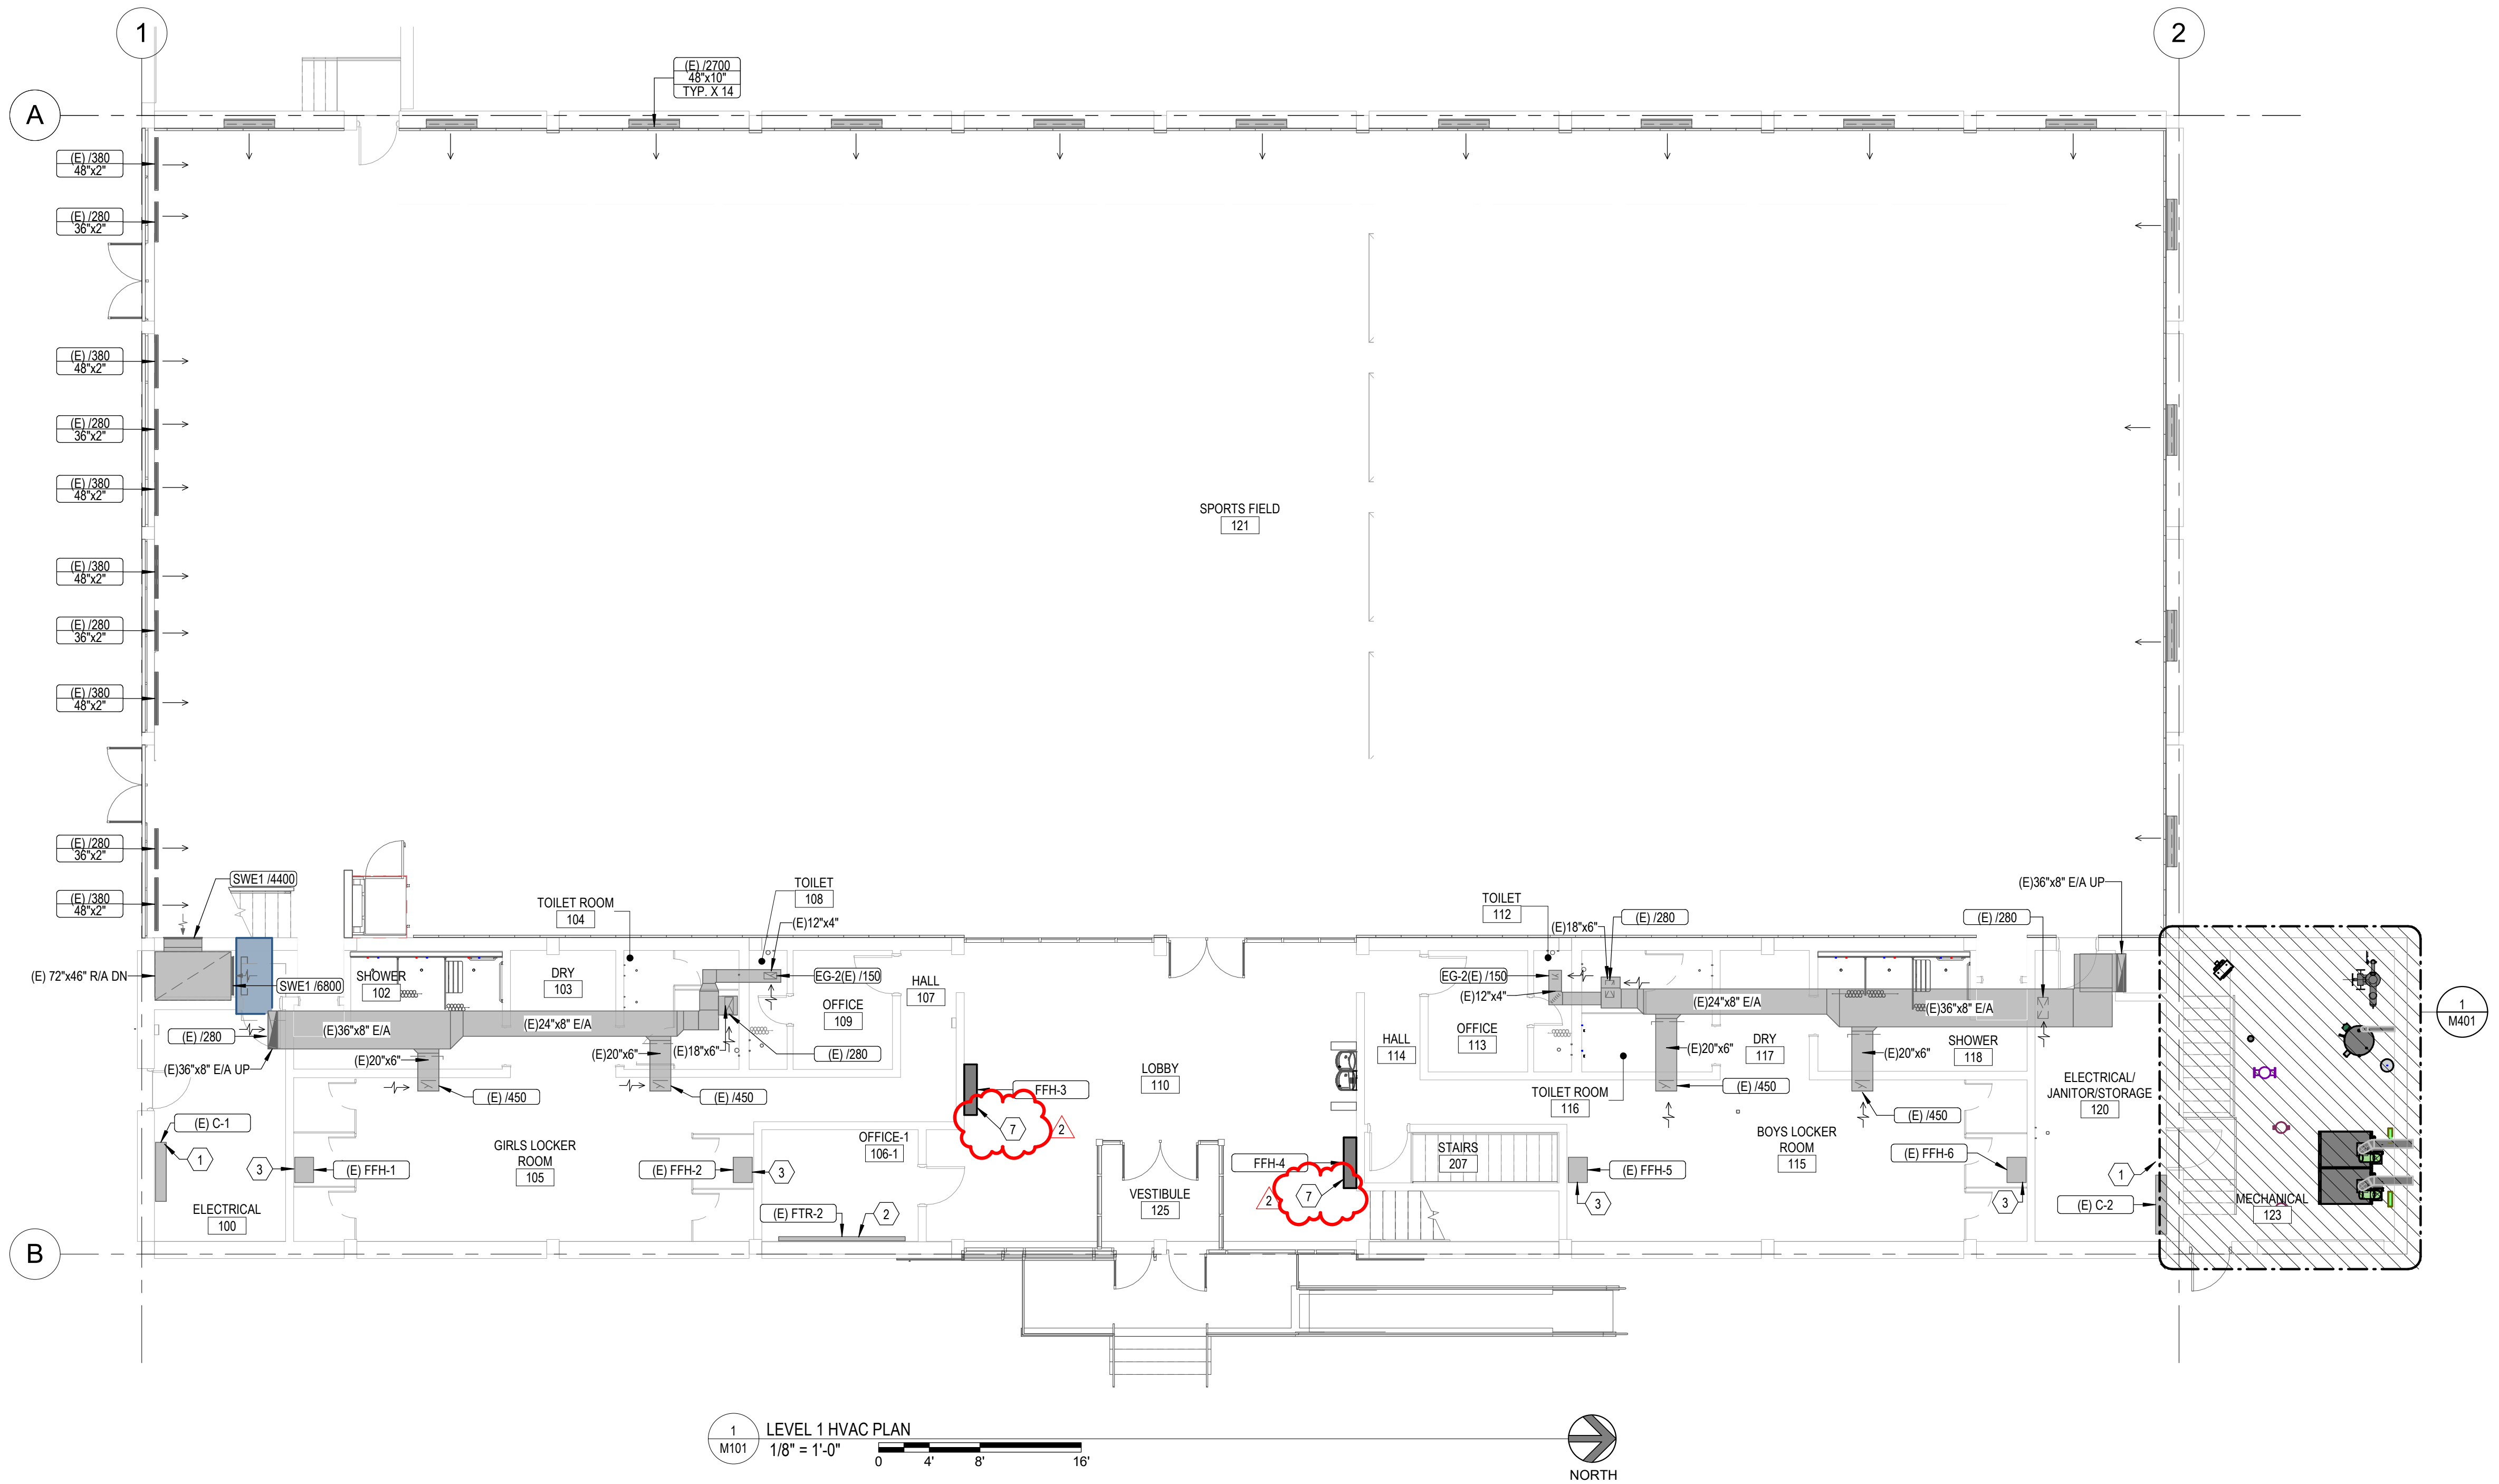 1
2
A
(E) /2700
48"x10"
TYP. X 14
(E) /380
48"x2"
(E) /280
36"x2"
(E) /380
48"x2"
(E) /280
36"x2"
(E) /380
48"x2"
(E) /380
48"x2"
(E) /280
36"x2"
(E) /380
48"x2"
(E) /280
36"x2"
(E) /380
48"x2"
SPORTS FIELD
121
SWE1 /4400
(E) 72"x46" R/A DN
SWE1 /6800
SHOWER
102
DRY
103
TOILET ROOM
104
TOILET
108
(E)12"x4"
EG-2(E) /150
OFFICE
109
HALL
107
(E) /280
(E)36"x8" E/A
(E)24"x8" E/A
(E)36"x8" E/A UP
(E)20"x6"
(E)20"x6"
(E)18"x6"
(E) /280
(E) /450
(E) /450
(E) C-1
1
3
(E) FFH-1
GIRLS LOCKER
ROOM
105
(E) FFH-2
3
ELECTRICAL
100
OFFICE-1
106-1
(E) FTR-2
2
FFH-3
7
2
LOBBY
110
VESTIBULE
125
FFH-4
7
2
TOILET
112
(E)18"x6"
(E) /280
EG-2(E) /150
(E)12"x4"
HALL
114
OFFICE
113
(E)24"x8" E/A
(E)36"x8" E/A
(E)36"x8" E/A UP
(E) /280
(E)20"x6"
DRY
117
(E)20"x6"
SHOWER
118
TOILET ROOM
116
(E) /450
(E) /450
ELECTRICAL/
JANITOR/STORAGE
120
STAIRS
207
BOYS LOCKER
ROOM
115
(E) FFH-5
3
(E) FFH-6
3
1
(E) C-2
MECHANICAL
123
1
M401
B
1
M101
LEVEL 1 HVAC PLAN
1/8" = 1'-0"
0 4' 8' 16'
NORTH